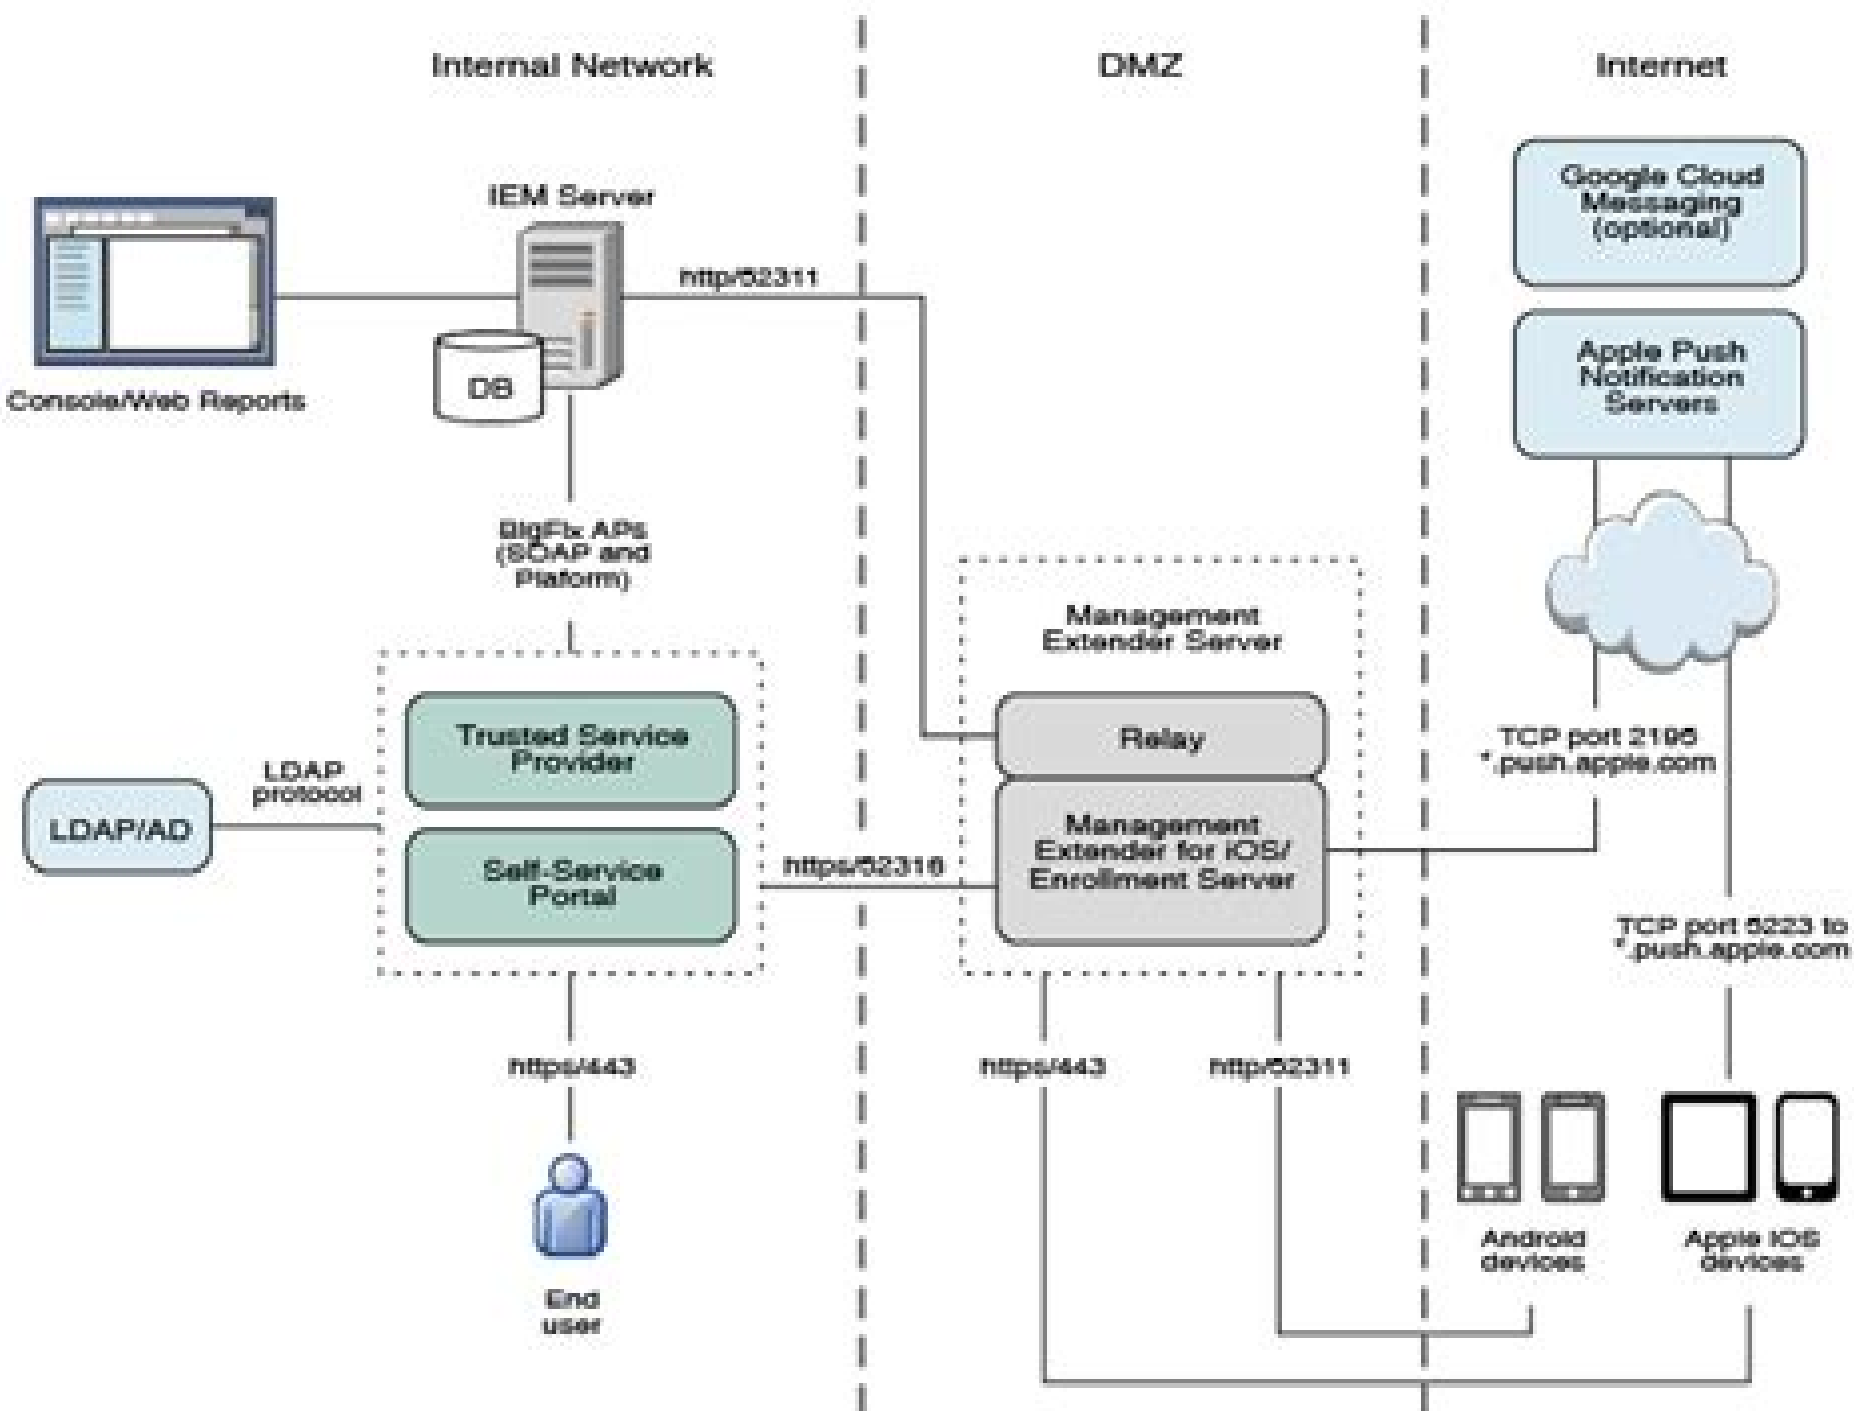 Internal Network
DMZ
Internet
IEM Server
Google Cloud
Messaging
(optional)
http/52311
Apple Push
Notification
Servers
DB
Console/Web Reports
BigFix APs
(SOAP and
Plaform)
Management
Extender Server
Trusted Service
Provider
Relay
TCP port 2196
*.push.apple.com
LDAP
protocol
LDAP/AD
Management
Extender for iOS/
Enrollment Server
Self-Service
Portal
https/52316
TCP port 5223 to
*.push.apple.com
https/443
https/443
http/52311
Android
devices
Apple IOS
devices
End
user